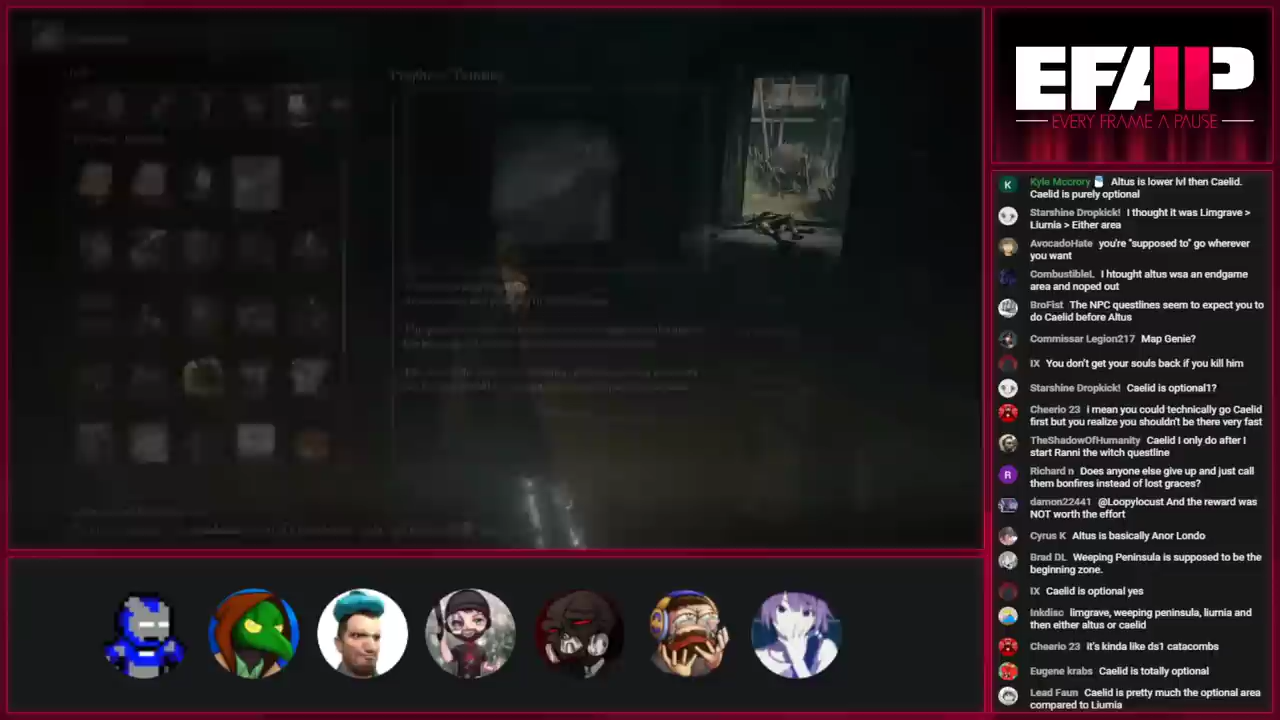 EFAP
EVERY FRAME A PAUSE
Kyle Mccrory Altus is lower lvl then Caelid.
Caelid is purely optional
Starshine Dropkick! I thought it was Limgrave >
Liurnia > Either area
AvocadoHate you're "supposed to" go wherever
you want
CombustibleL I htought altus wsa an endgame
area and noped out
BroFist The NPC questlines seem to expect you to
do Caelid before Altus
Commissar Legion217 Map Genie?
IX You don't get your souls back if you kill him
Starshine Dropkick! Caelid is optional1?
Cheerio 23 i mean you could technically go Caelid
first but you realize you shouldn't be there very fast
TheShadowOfHumanity Caelid I only do after I
start Ranni the witch questline
Richard n Does anyone else give up and just call
them bonfires instead of lost graces?
damon22441 @Loopylocust And the reward was
NOT worth the effort
Cyrus K Altus is basically Anor Londo
Brad DL Weeping Peninsula is supposed to be the
beginning zone.
IX Caelid is optional yes
Inkdisc limgrave, weeping peninsula, liurnia and
then either altus or caelid
Cheerio 23 it's kinda like ds1 catacombs
Eugene krabs Caelid is totally optional
Lead Faun Caelid is pretty much the optional area
compared to Liurnia